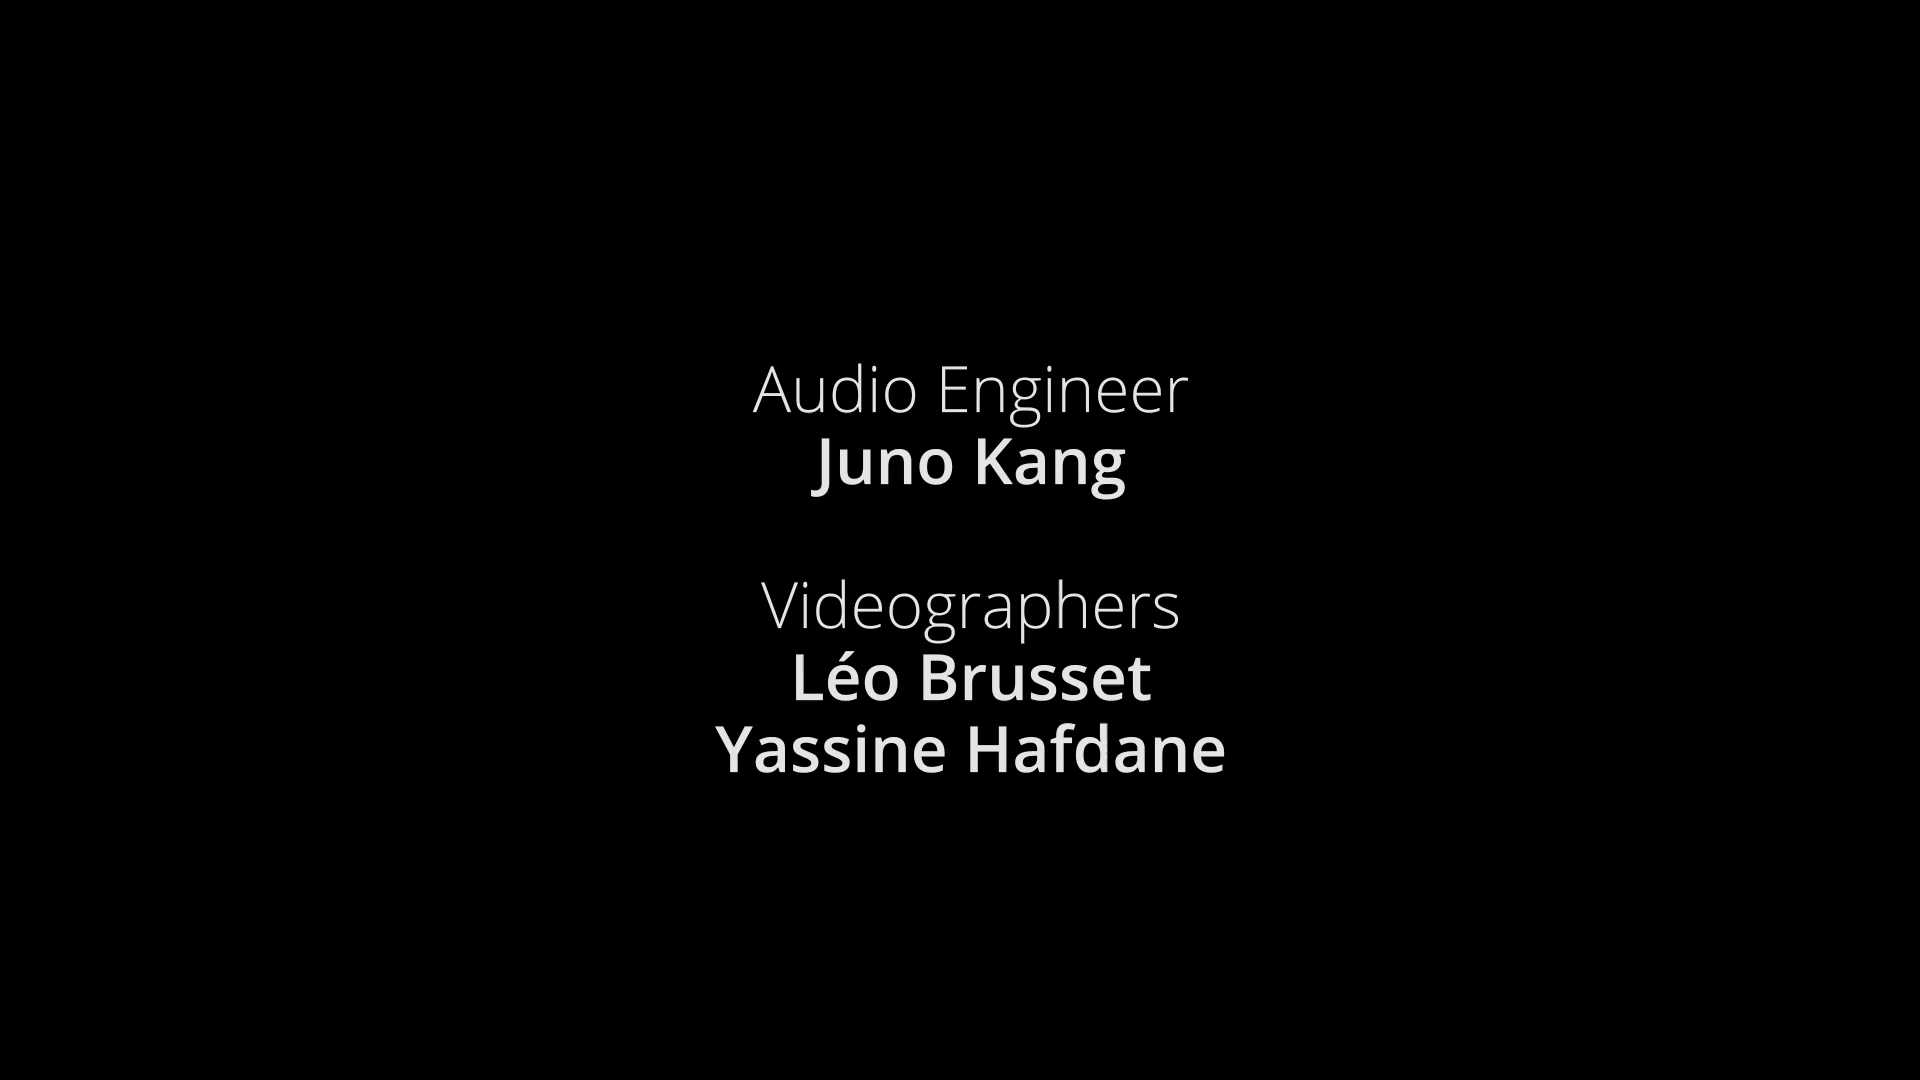 Audio Engineer
Juno Kang
Videographers
Léo Brusset
Yassine Hafdane